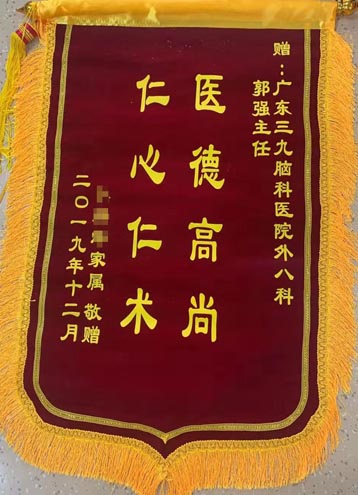 赠：广东三九脑科医院外八科
郭强主任
医德高尚
仁心仁术
家属 敬赠
二〇一九年十二月